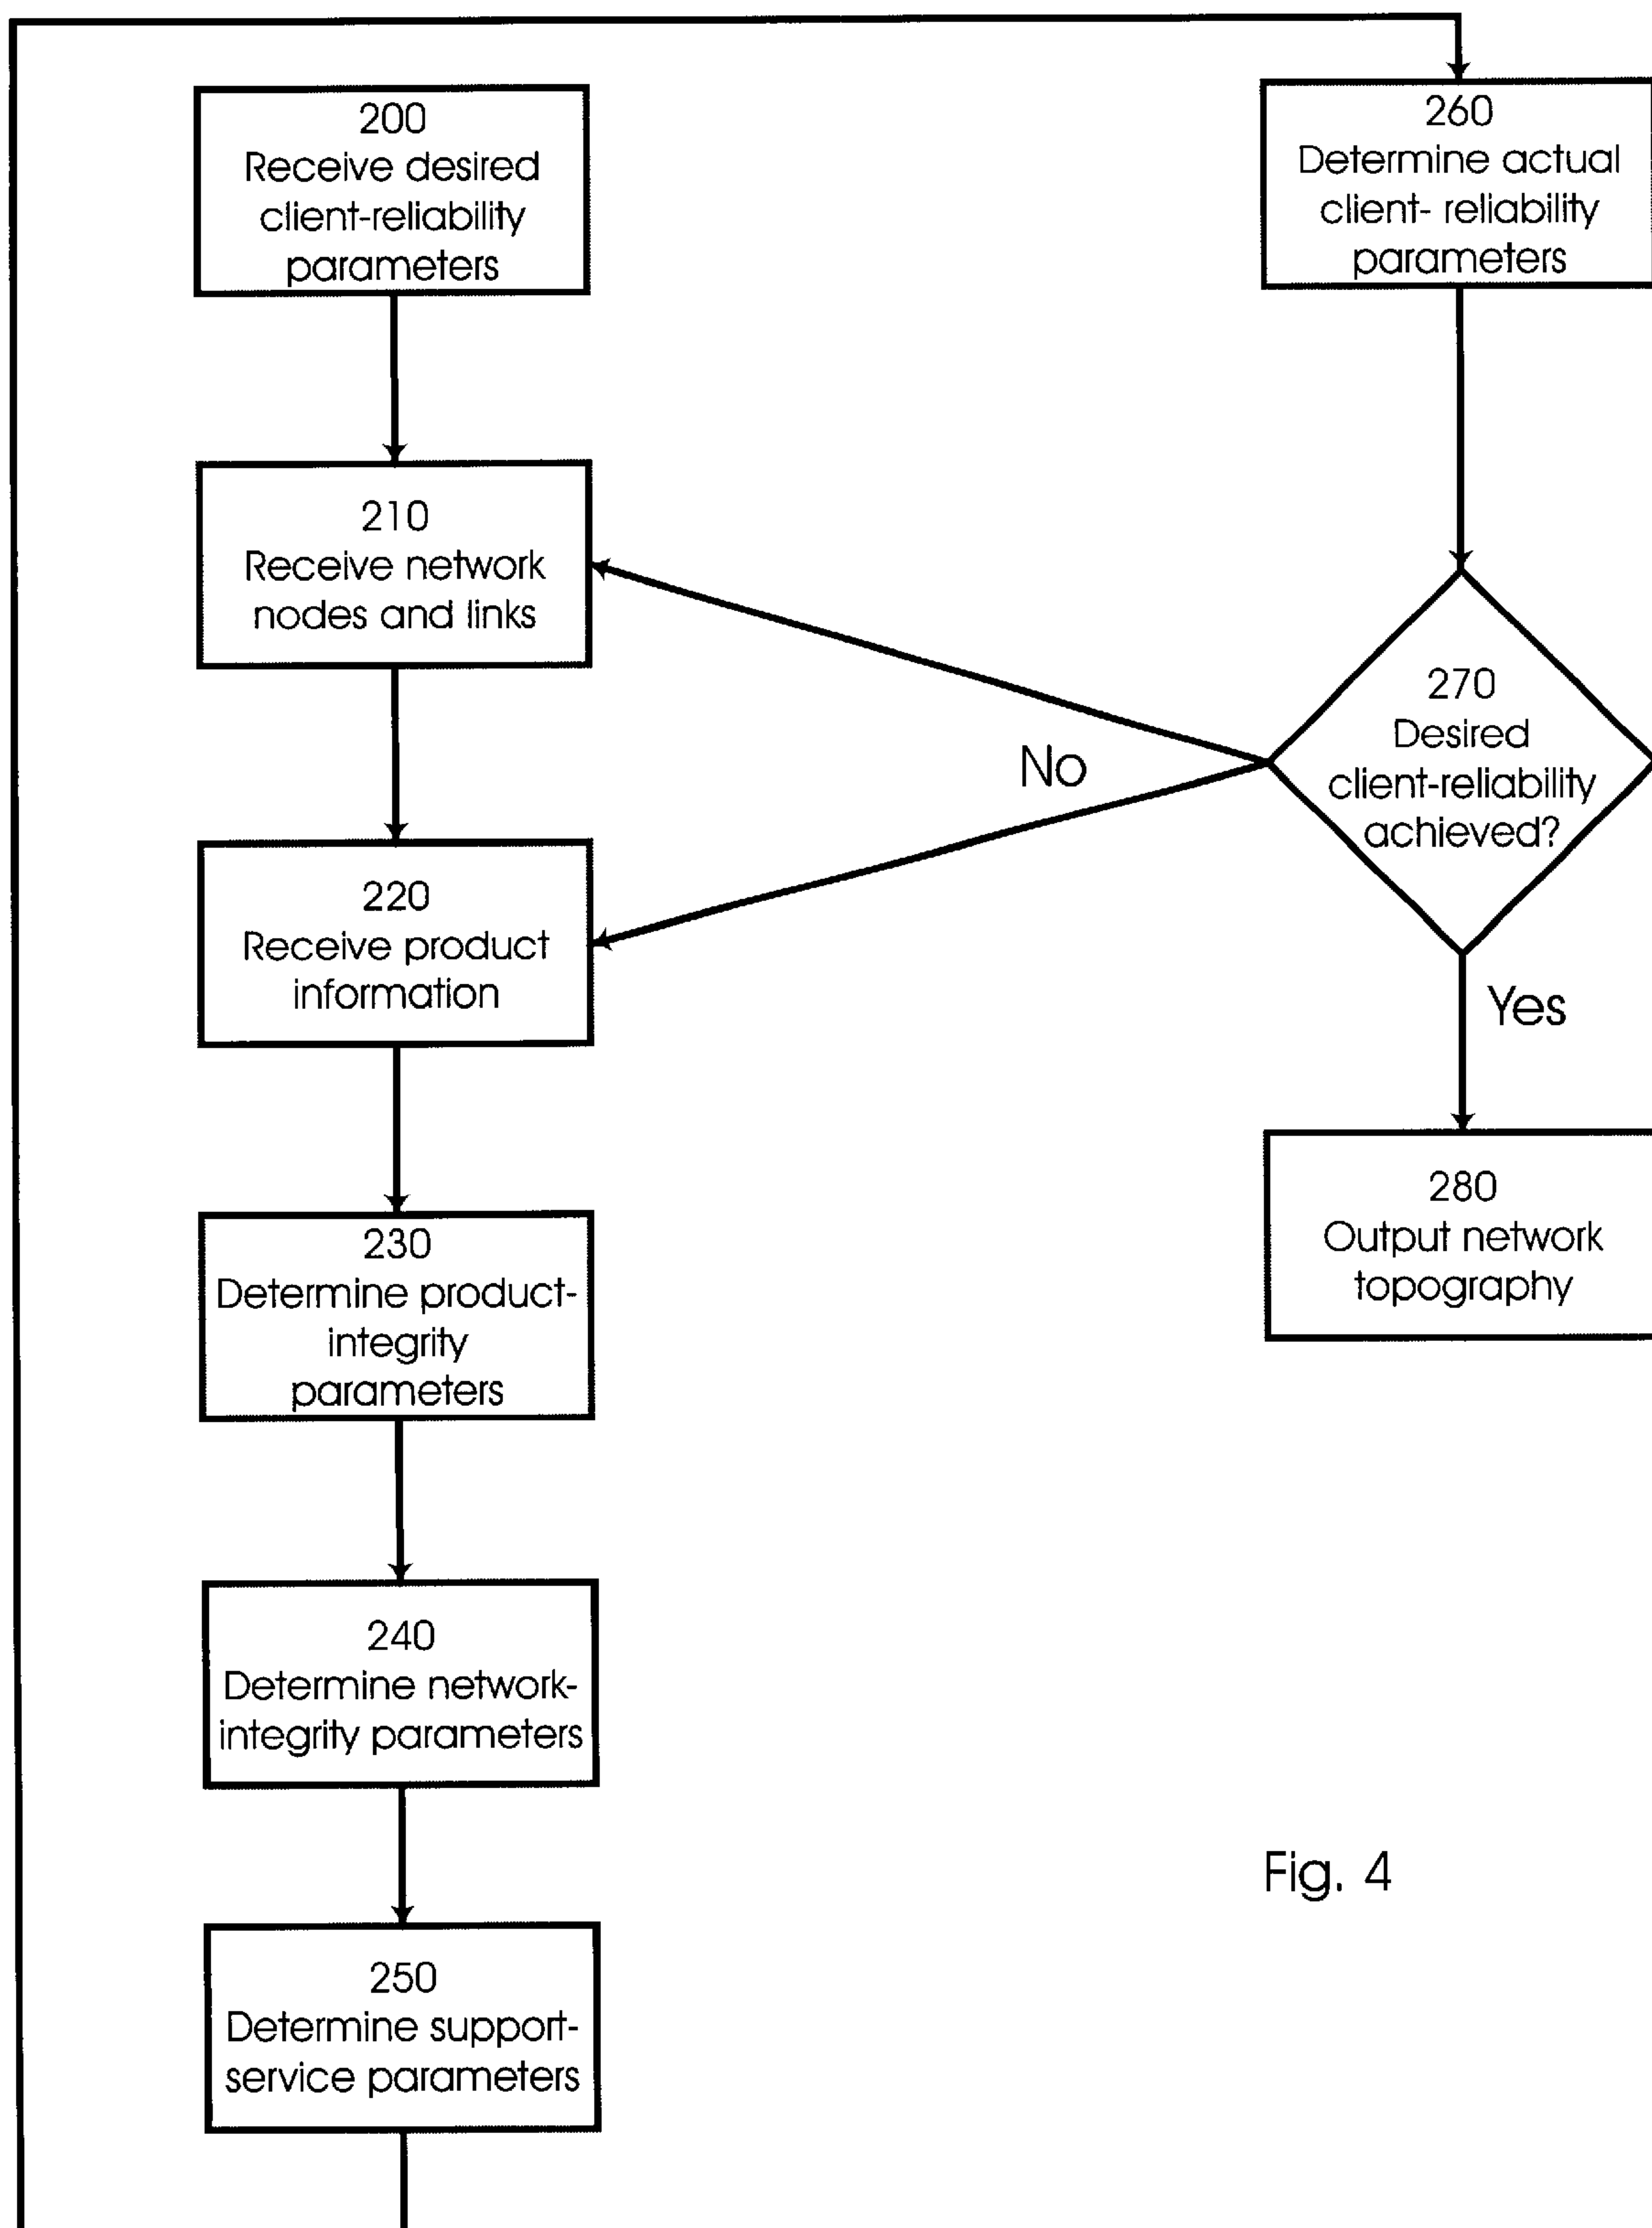 200
Receive desired
client-reliability
parameters
210
Receive network
nodes and links
220
Receive product
information
230
Determine product-
integrity
parameters
240
Determine network-
integrity parameters
250
Determine support-
service parameters
260
Determine actual
client- reliability
parameters
270
Desired
client-reliability
achieved?
No
Yes
280
Output network
topography
Fig. 4